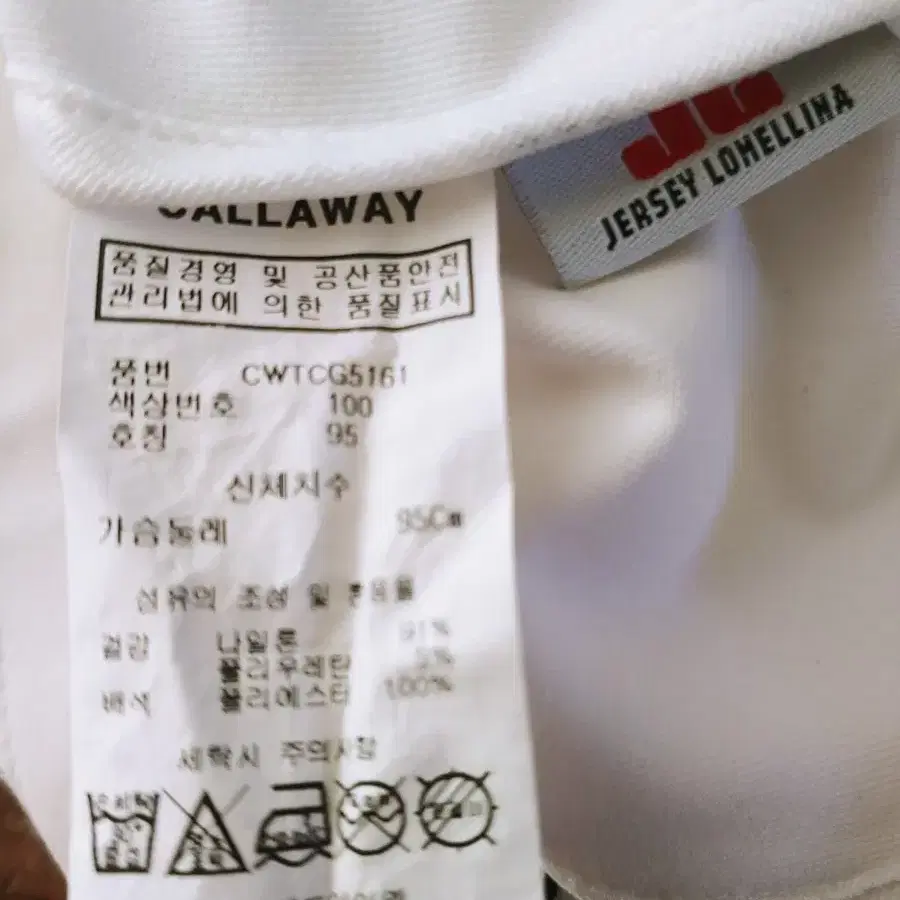 CALLAWAY
JERSEY LOMELLINA
품질경영 및 공산품안전
관리법에 의한 품질표시
품번 CWTCG5161
색상번호 100
호칭 95
신체치수
가슴둘레 95Cm
섬유의 조성 및 혼용율
겉감 나일론 91%
폴리우레탄
배색 폴리에스터 100%
세탁시 주의사항